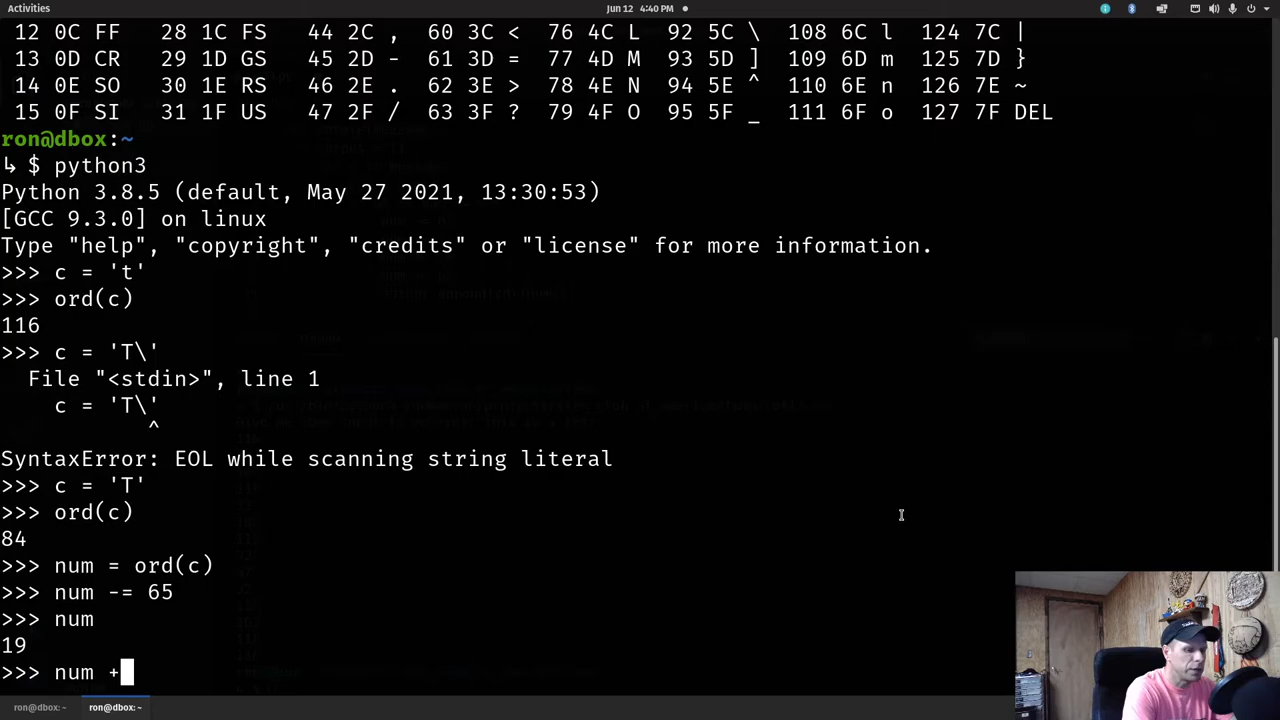 Activities
Jun 12 4:40 PM
12 0C FF 28 1C FS 44 2C , 60 3C < 76 4C L 92 5C \ 108 6C l 124 7C |
13 0D CR 29 1D GS 45 2D - 61 3D = 77 4D M 93 5D ] 109 6D m 125 7D }
14 0E SO 30 1E RS 46 2E . 62 3E > 78 4E N 94 5E ^ 110 6E n 126 7E ~
15 0F SI 31 1F US 47 2F / 63 3F ? 79 4F O 95 5F _ 111 6F o 127 7F DEL
ron@dbox:~
↳ $ python3
Python 3.8.5 (default, May 27 2021, 13:30:53)
[GCC 9.3.0] on linux
Type "help", "copyright", "credits" or "license" for more information.
>>> c = 't'
>>> ord(c)
116
>>> c = 'T\'
File "<stdin>", line 1
c = 'T\'
^
SyntaxError: EOL while scanning string literal
>>> c = 'T'
>>> ord(c)
84
>>> num = ord(c)
>>> num -= 65
>>> num
19
>>> num +
ron@dbox: ~
ron@dbox: ~